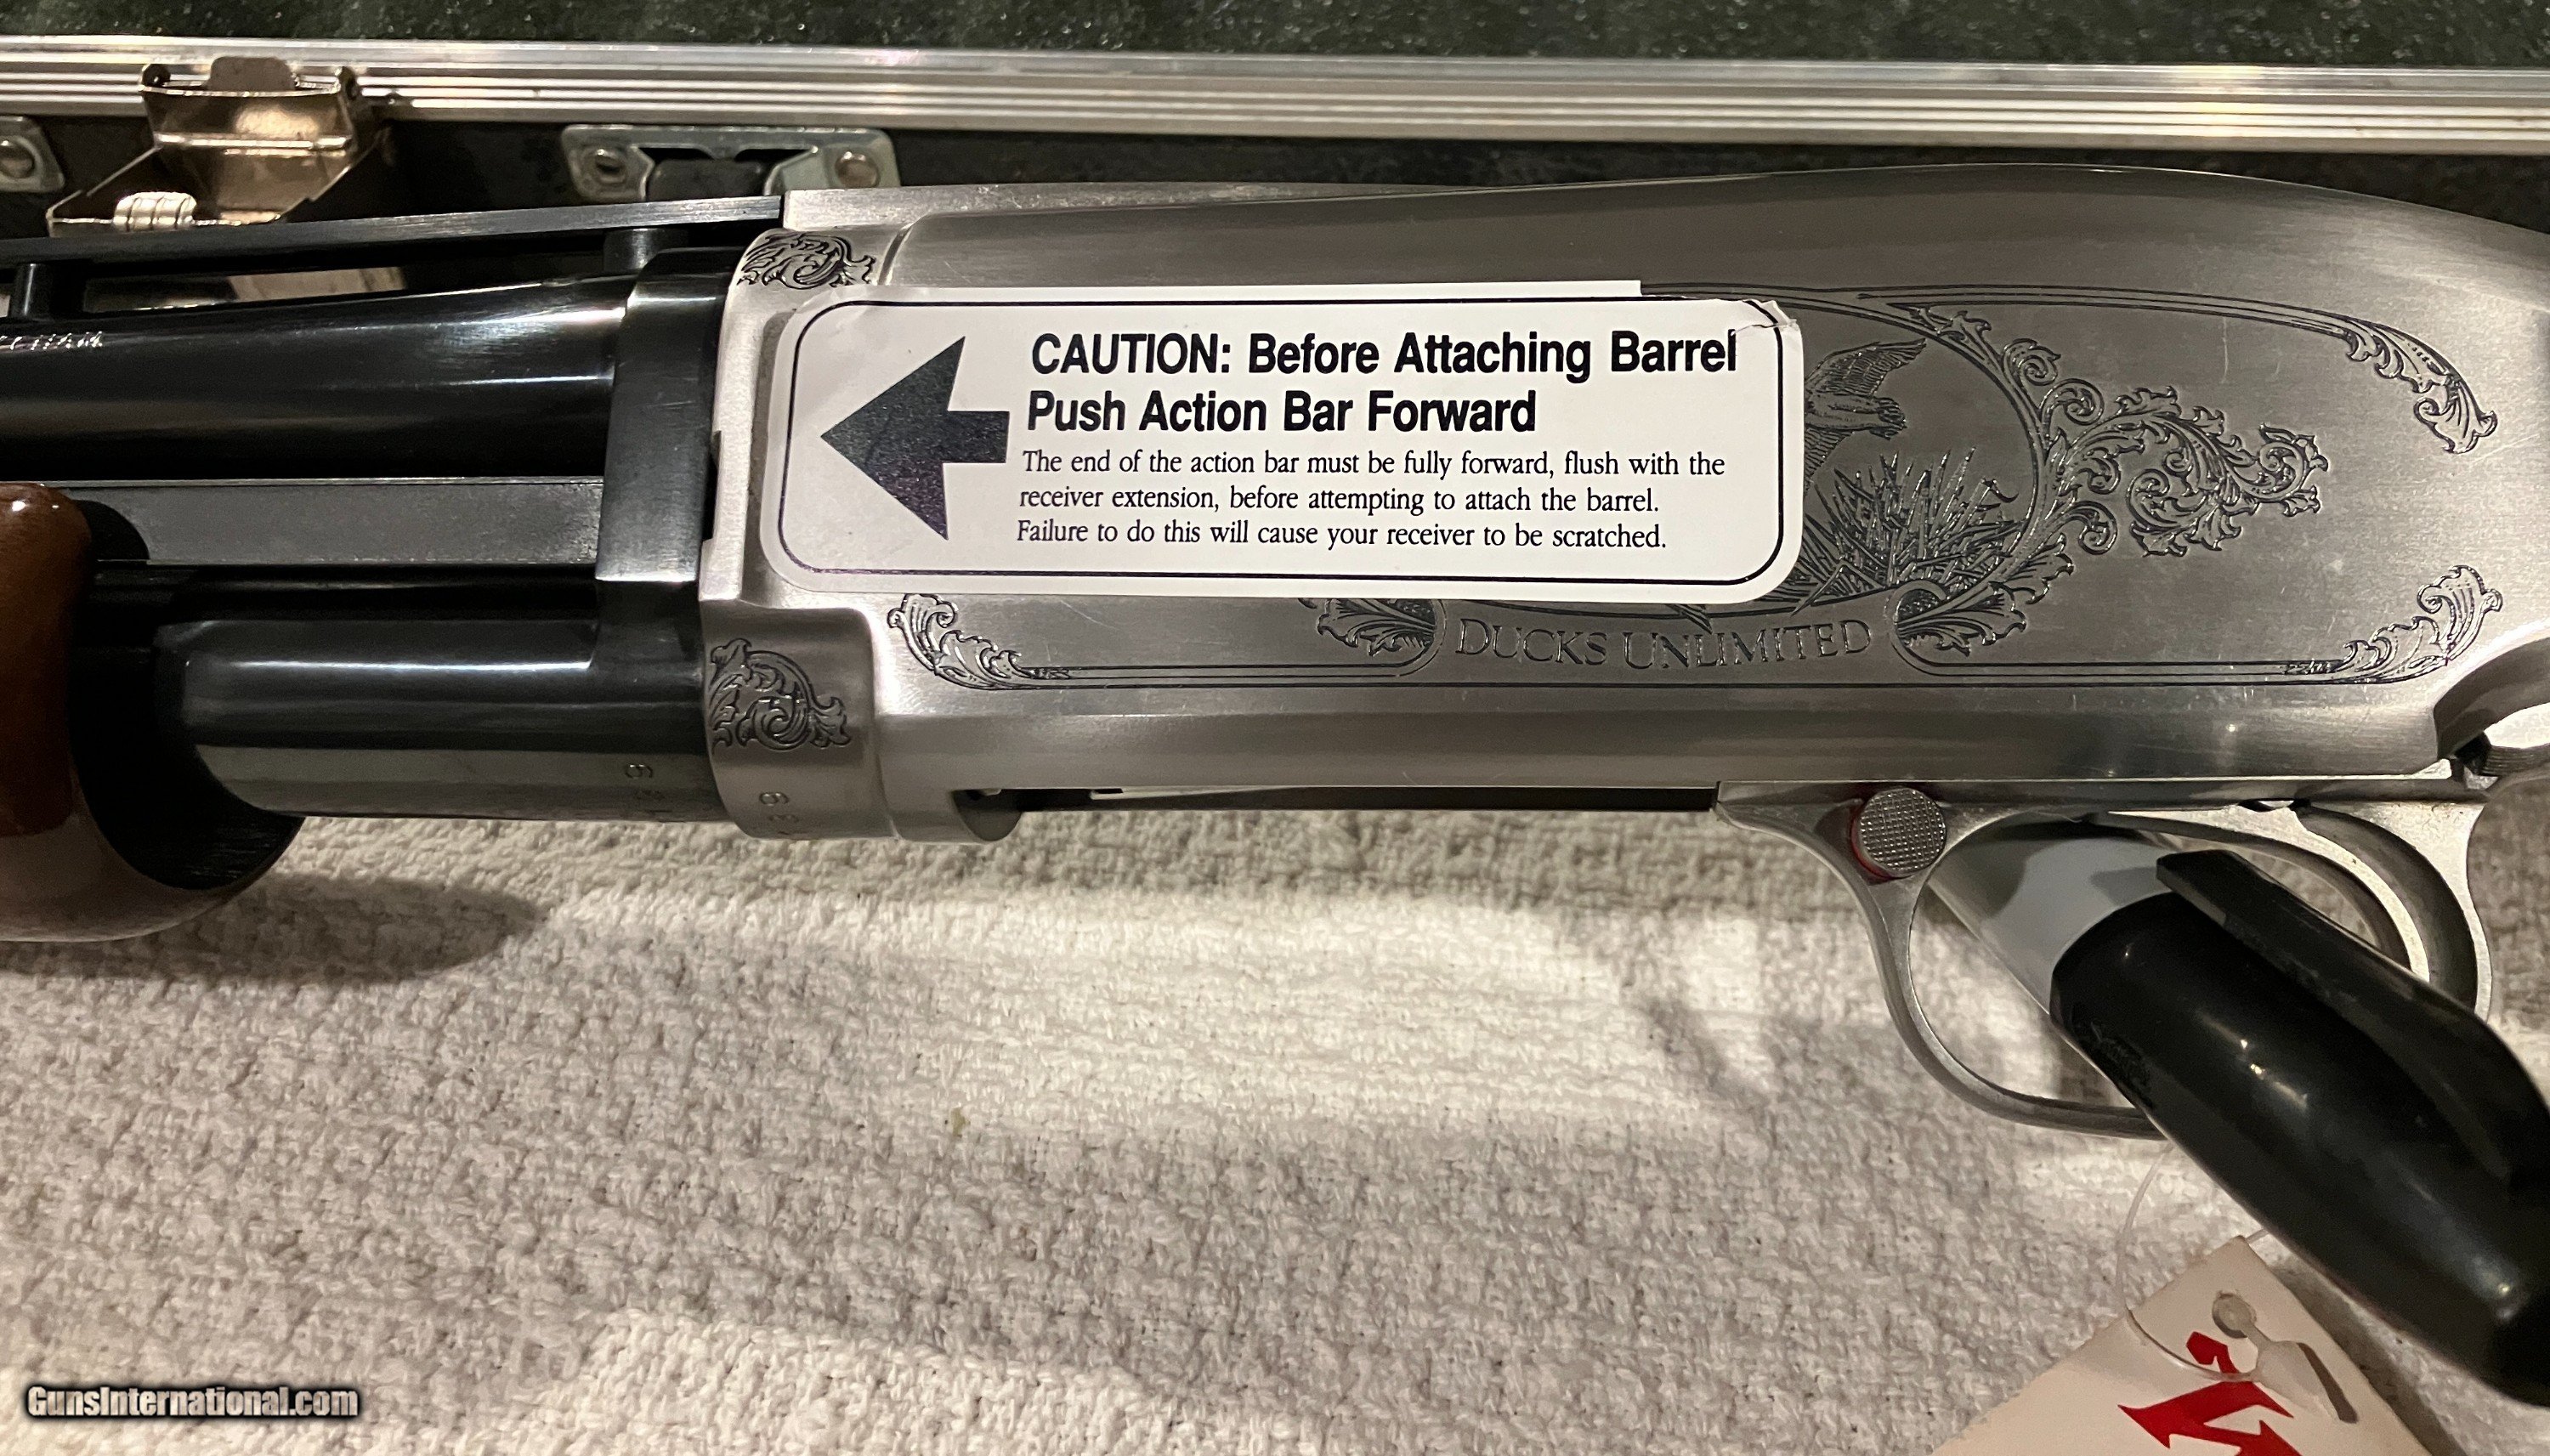 CAUTION: Before Attaching Barrel
Push Action Bar Forward
The end of the action bar must be fully forward, flush with the
receiver extension, before attempting to attach the barrel.
Failure to do this will cause your receiver to be scratched.
DUCKS UNLIMITED
GunsInternational.com